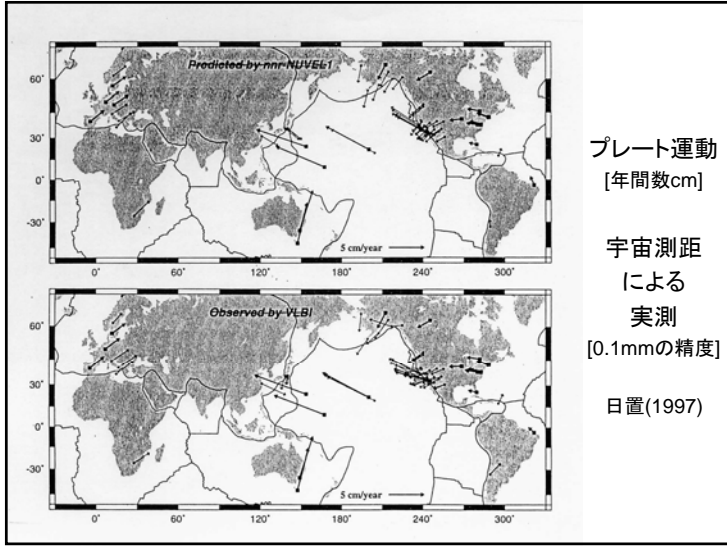 Predicted by nnr-NUVEL1
60°
30°
0°
-30°
5 cm/year
0° 60° 120° 180° 240° 300°
Observed by VLBI
60°
30°
0°
-30°
5 cm/year
0° 60° 120° 180° 240° 300°
プレート運動
[年間数cm]
宇宙測距
による
実測
[0.1mmの精度]
日置(1997)